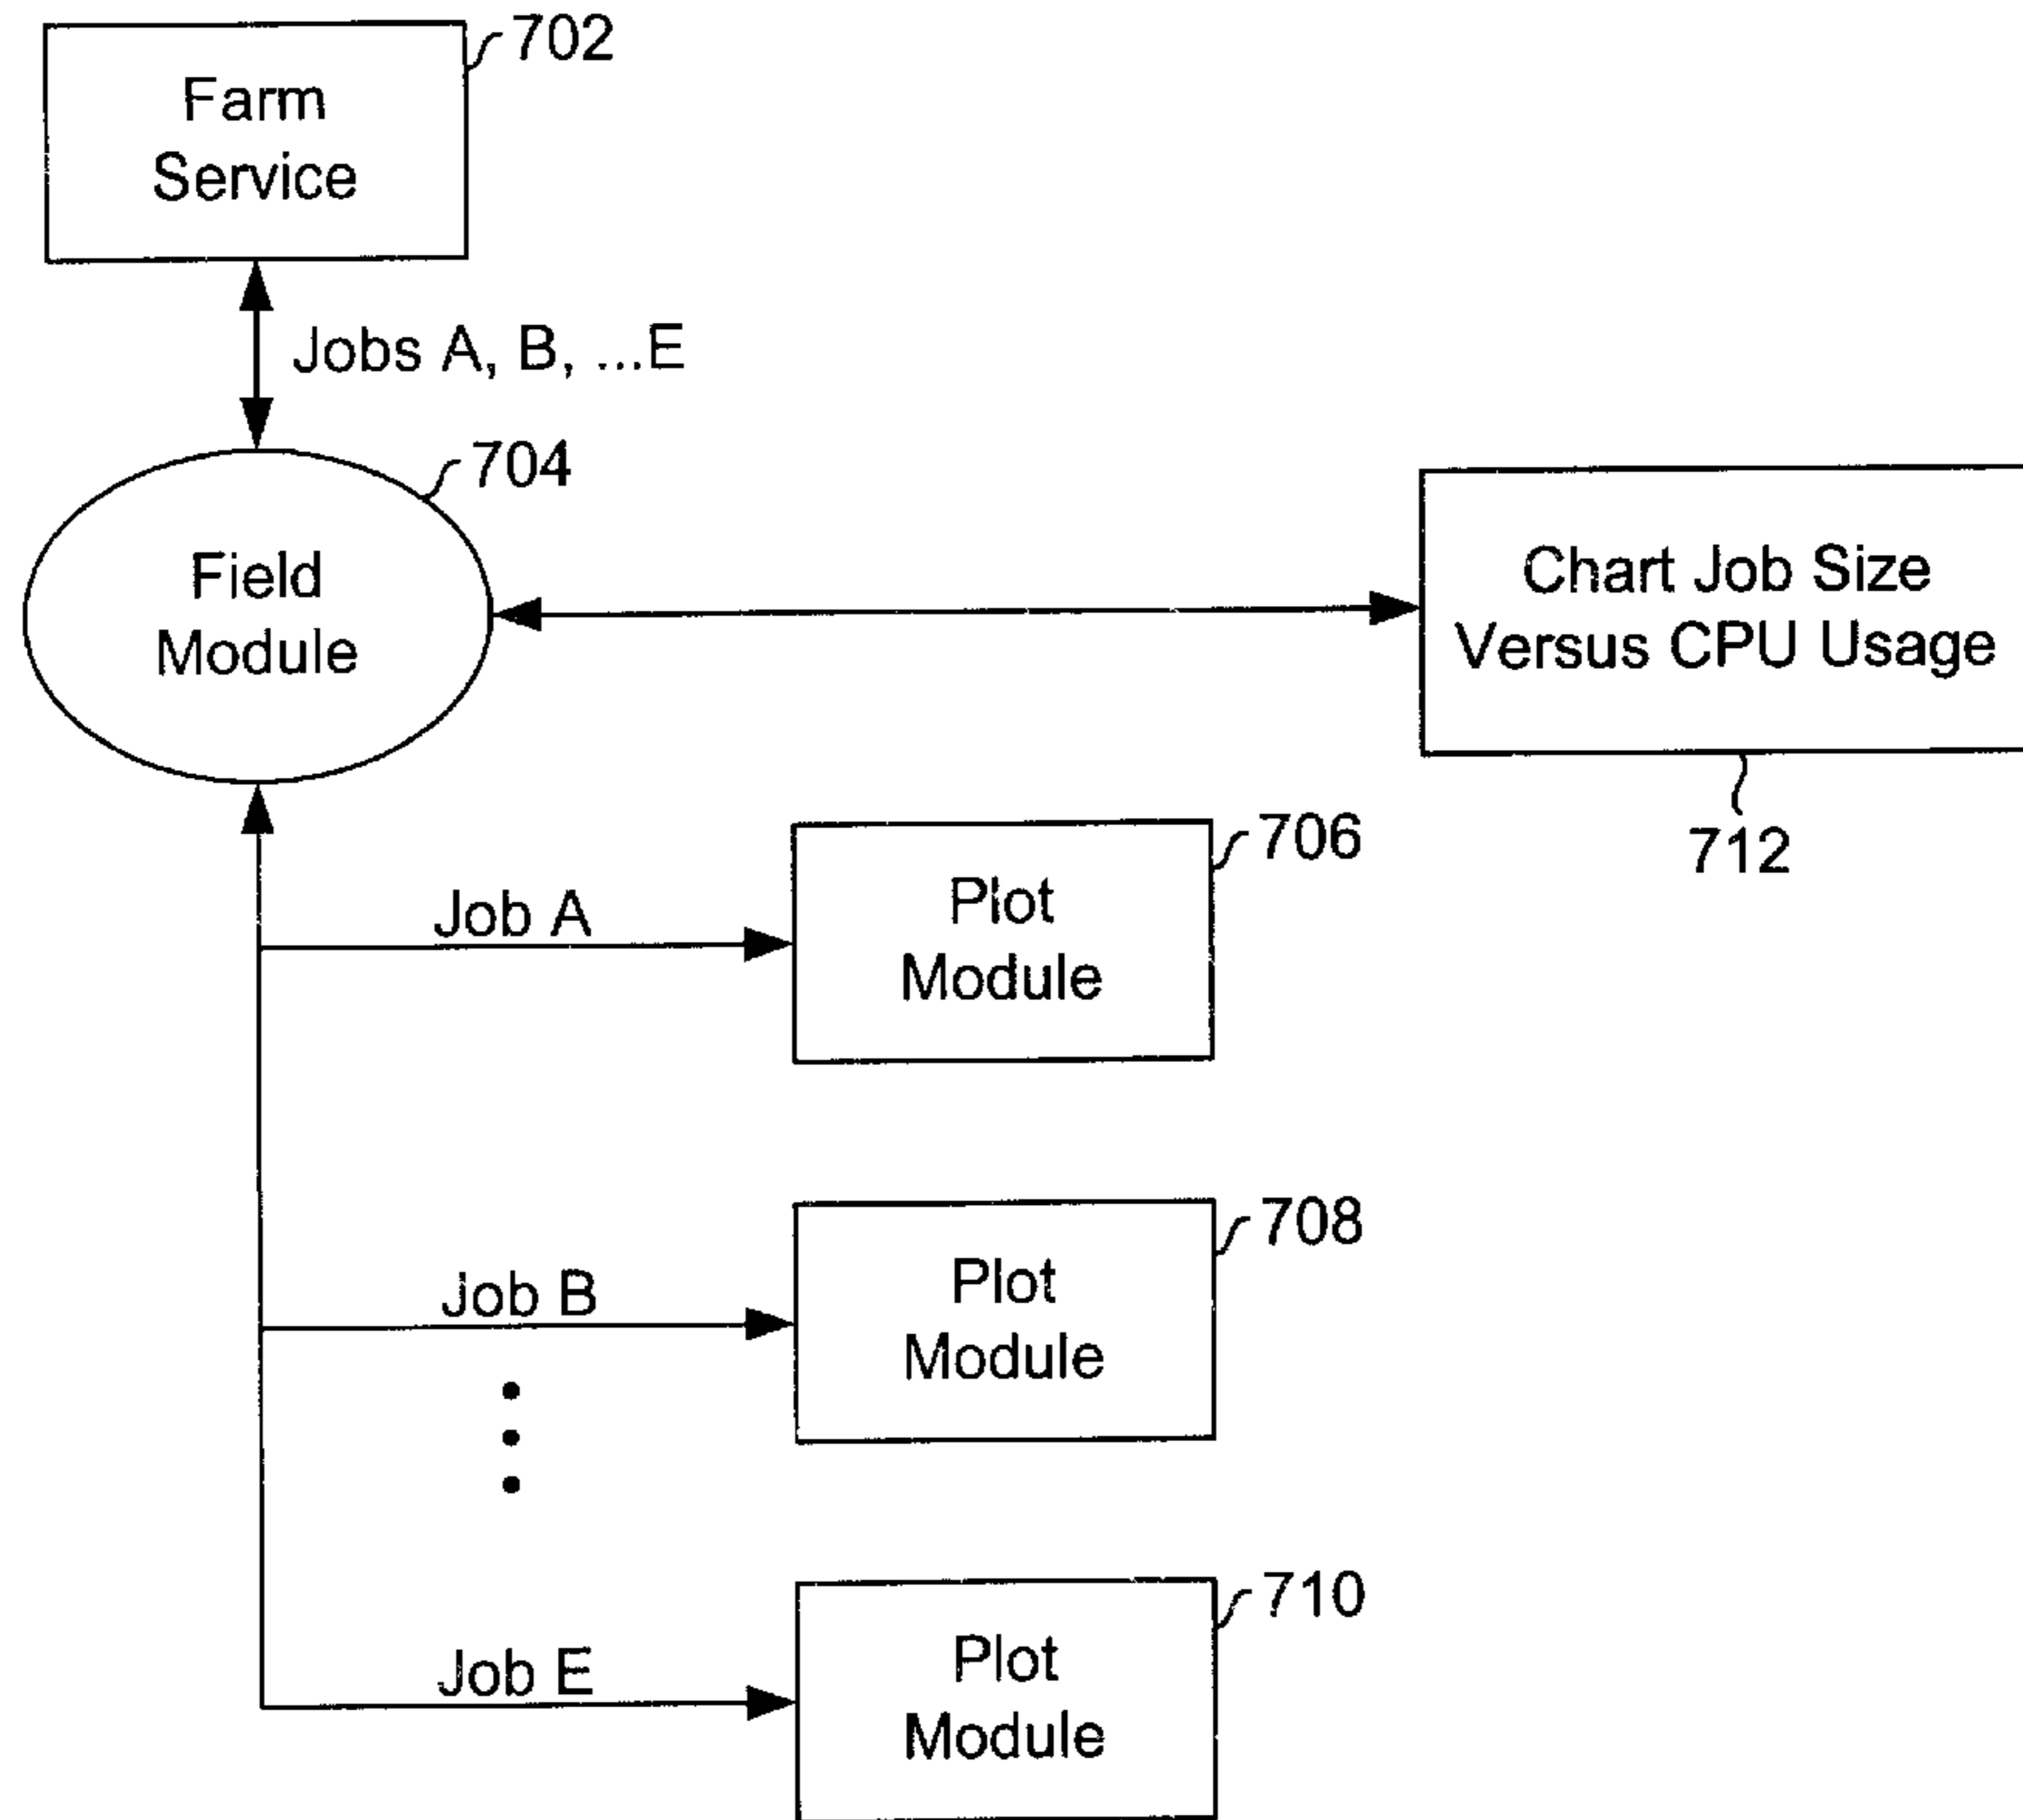 702
Farm
Service
Jobs A, B, ...E
704
Field
Module
Chart Job Size
Versus CPU Usage
712
706
Job A
Plot
Module
708
Job B
Plot
Module
710
Job E
Plot
Module